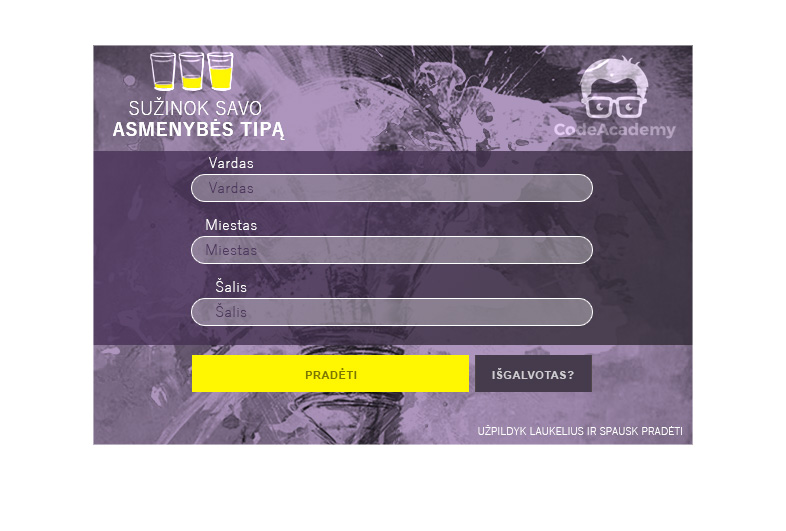 SUŽINOK SAVO
ASMENYBĖS TIPĄ
CodeAcademy
Vardas
Vardas
Miestas
Miestas
Šalis
Šalis
PRADĖTI
IŠGALVOTAS?
UŽPILDYK LAUKELIUS IR SPAUSK PRADĖTI